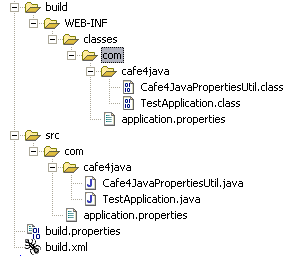 build
WEB-INF
classes
com
cafe4java
Cafe4JavaPropertiesUtil.class
TestApplication.class
application.properties
src
com
cafe4java
Cafe4JavaPropertiesUtil.java
TestApplication.java
application.properties
build.properties
build.xml